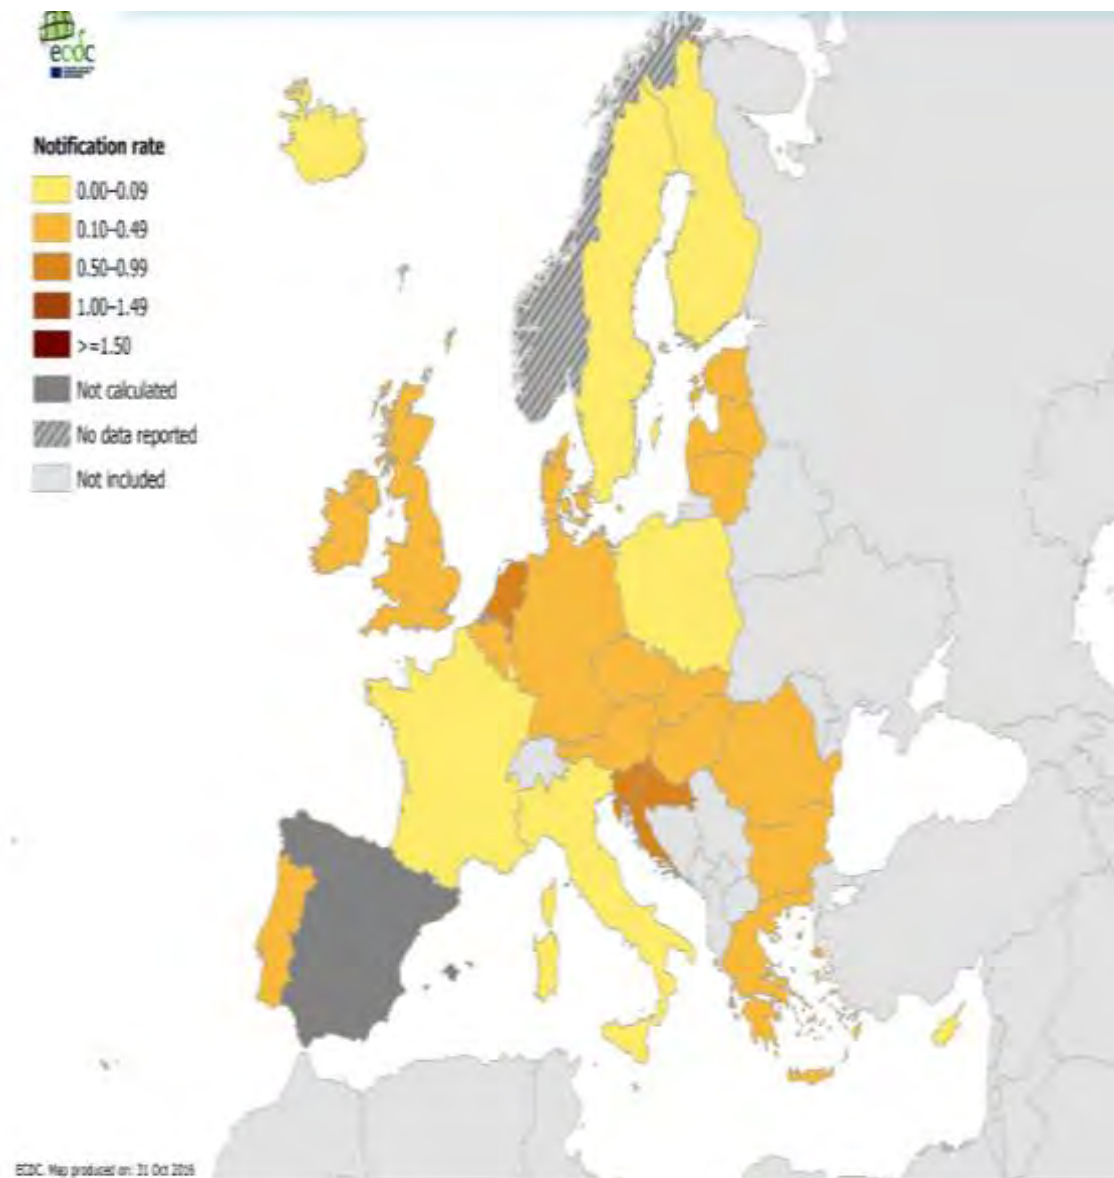 ecdc
Notification rate
0.00–0.09
0.10–0.49
0.50–0.99
1.00–1.49
>=1.50
Not calculated
No data reported
Not included
ECDC. Map produced on: 31 Oct 2016